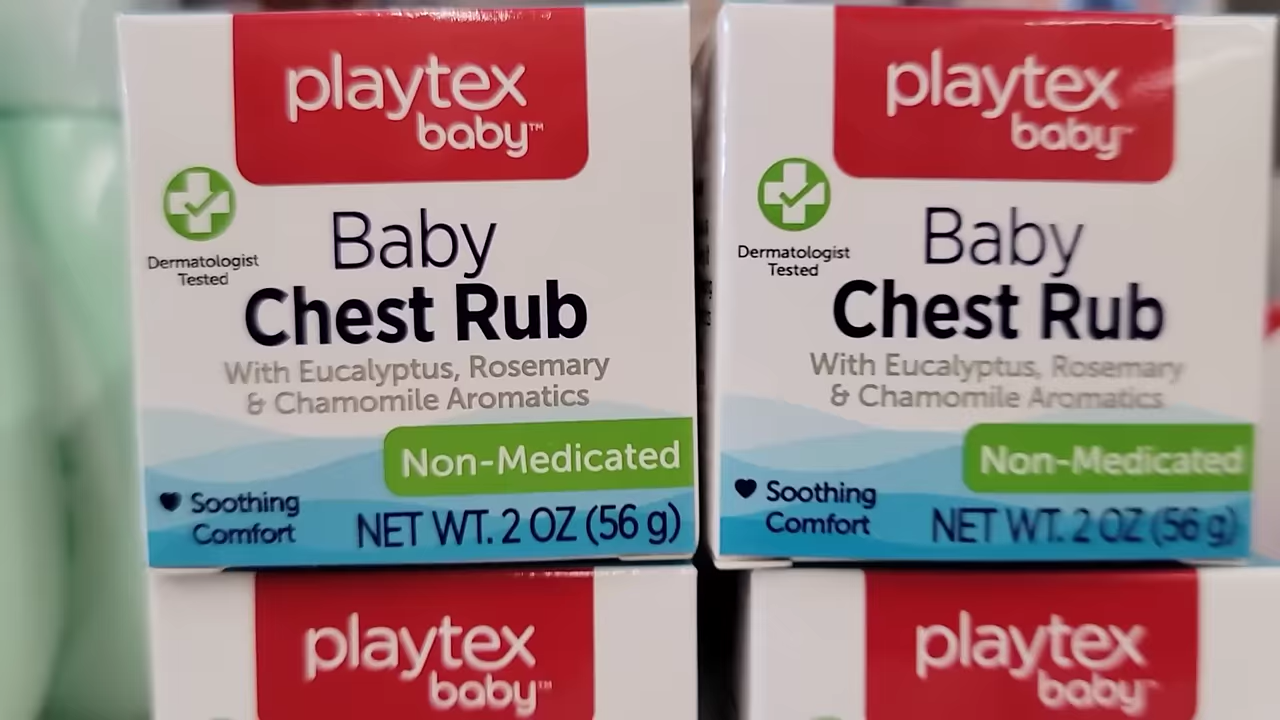 playtex
baby™
Dermatologist
Tested
Baby
Chest Rub
With Eucalyptus, Rosemary
& Chamomile Aromatics
Non-Medicated
Soothing
Comfort
NET WT. 2 OZ (56 g)
playtex
baby™
Dermatologist
Tested
Baby
Chest Rub
With Eucalyptus, Rosemary
& Chamomile Aromatics
Non-Medicated
Soothing
Comfort
NET WT. 2 OZ (56 g)
playtex
baby™
playtex
baby